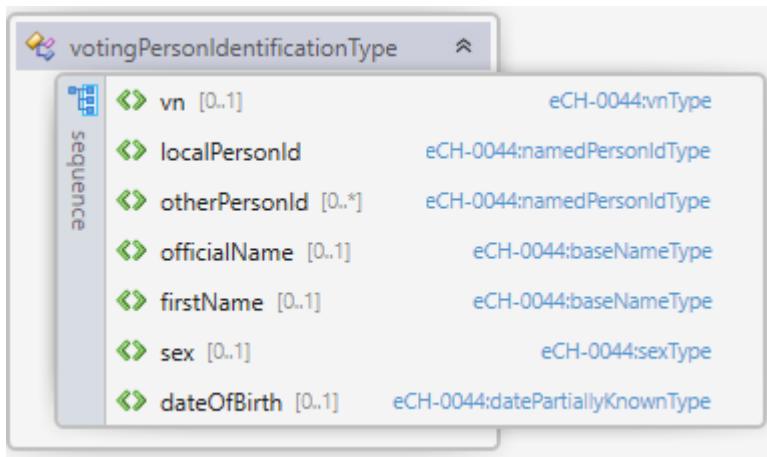 votingPersonIdentificationType
sequence
vn [0..1] eCH-0044:vnType
localPersonId eCH-0044:namedPersonIdType
otherPersonId [0..*] eCH-0044:namedPersonIdType
officialName [0..1] eCH-0044:baseNameType
firstName [0..1] eCH-0044:baseNameType
sex [0..1] eCH-0044:sexType
dateOfBirth [0..1] eCH-0044:datePartiallyKnownType